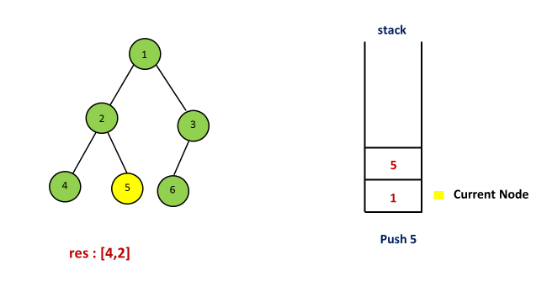 stack
1
2
3
4
5
6
5
1
Current Node
Push 5
res : [4,2]